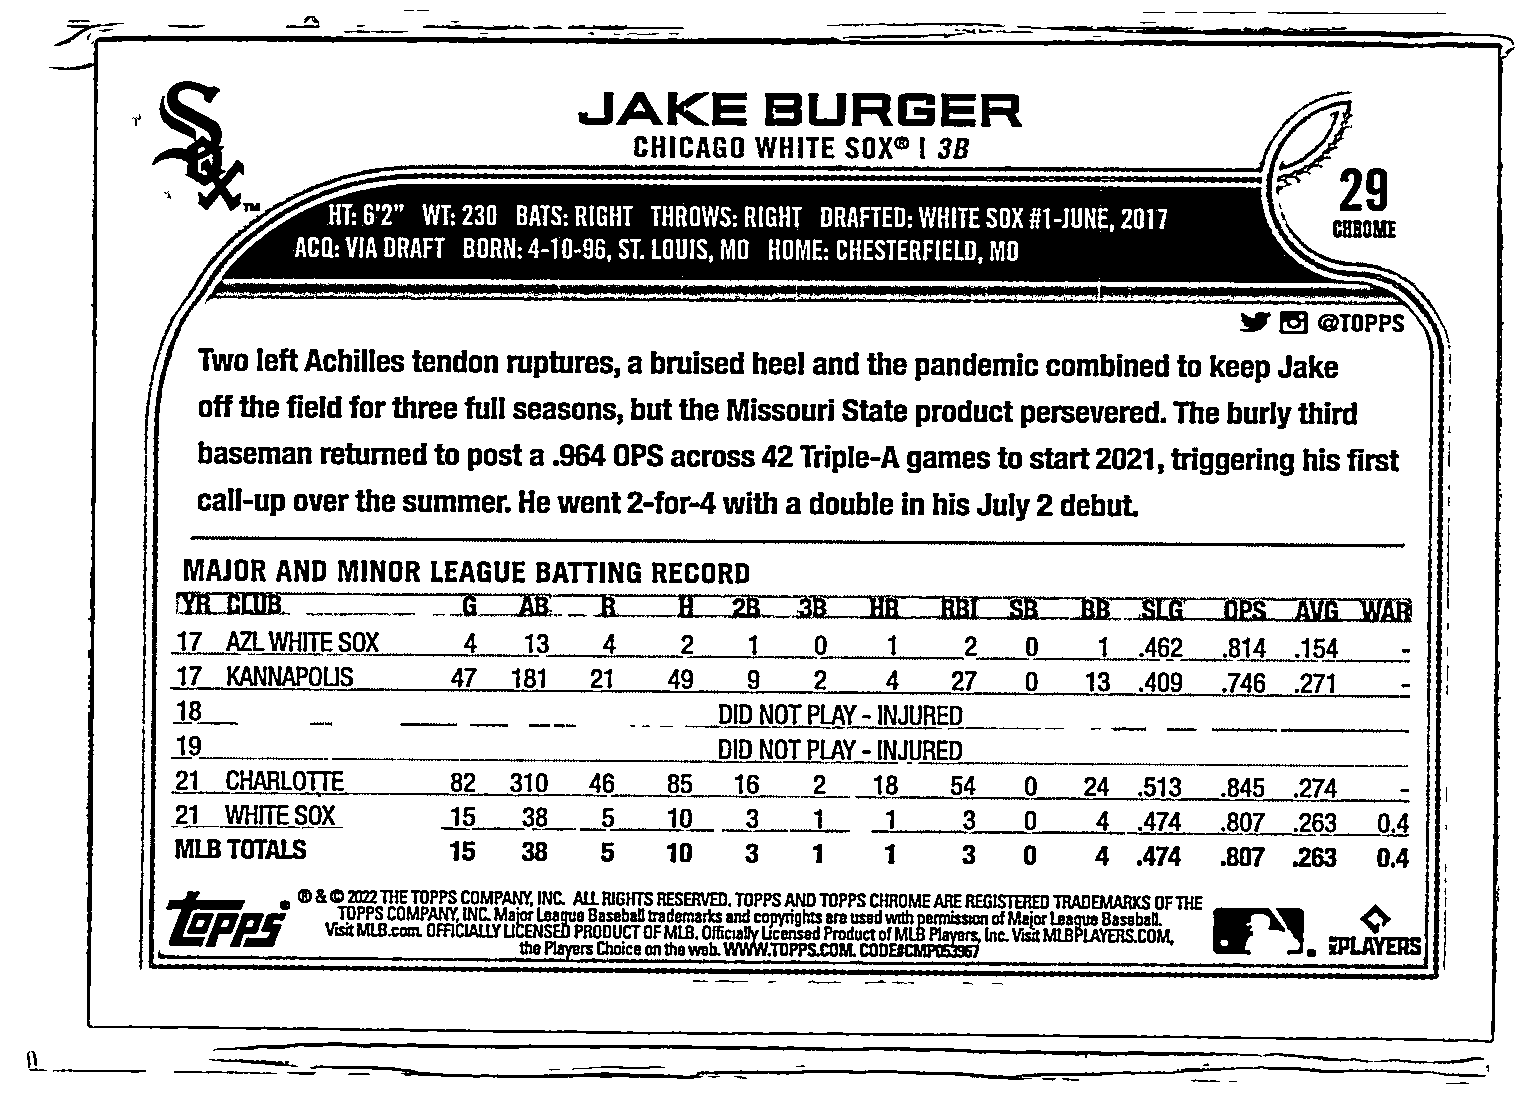 JAKE BURGER
CHICAGO WHITE SOX® | 3B
Sox™
29
CHROME
HT: 6'2" WT: 230 BATS: RIGHT THROWS: RIGHT DRAFTED: WHITE SOX #1-JUNE, 2017
ACQ: VIA DRAFT BORN: 4-10-96, ST. LOUIS, MO HOME: CHESTERFIELD, MO
@TOPPS
Two left Achilles tendon ruptures, a bruised heel and the pandemic combined to keep Jake
off the field for three full seasons, but the Missouri State product persevered. The burly third
baseman returned to post a .964 OPS across 42 Triple-A games to start 2021, triggering his first
call-up over the summer. He went 2-for-4 with a double in his July 2 debut.
MAJOR AND MINOR LEAGUE BATTING RECORD
YR CLUB G AB R H 2B 3B HR RBI SB BB SLG OPS AVG WAR
17 AZL WHITE SOX 4 13 4 2 1 0 1 2 0 1 .462 .814 .154 -
17 KANNAPOLIS 47 181 21 49 9 2 4 27 0 13 .409 .746 .271 -
18 DID NOT PLAY - INJURED
19 DID NOT PLAY - INJURED
21 CHARLOTTE 82 310 46 85 16 2 18 54 0 24 .513 .845 .274 -
21 WHITE SOX 15 38 5 10 3 1 1 3 0 4 .474 .807 .263 0.4
MLB TOTALS 15 38 5 10 3 1 1 3 0 4 .474 .807 .263 0.4
Topps®
® & © 2022 THE TOPPS COMPANY, INC. ALL RIGHTS RESERVED. TOPPS AND TOPPS CHROME ARE REGISTERED TRADEMARKS OF THE
TOPPS COMPANY, INC. Major League Baseball trademarks and copyrights are used with permission of Major League Baseball.
Visit MLB.com. OFFICIALLY LICENSED PRODUCT OF MLB. Officially Licensed Product of MLB Players, Inc. Visit MLBPLAYERS.COM,
the Players Choice on the web. WWW.TOPPS.COM. CODE#CMP053967
PLAYERS